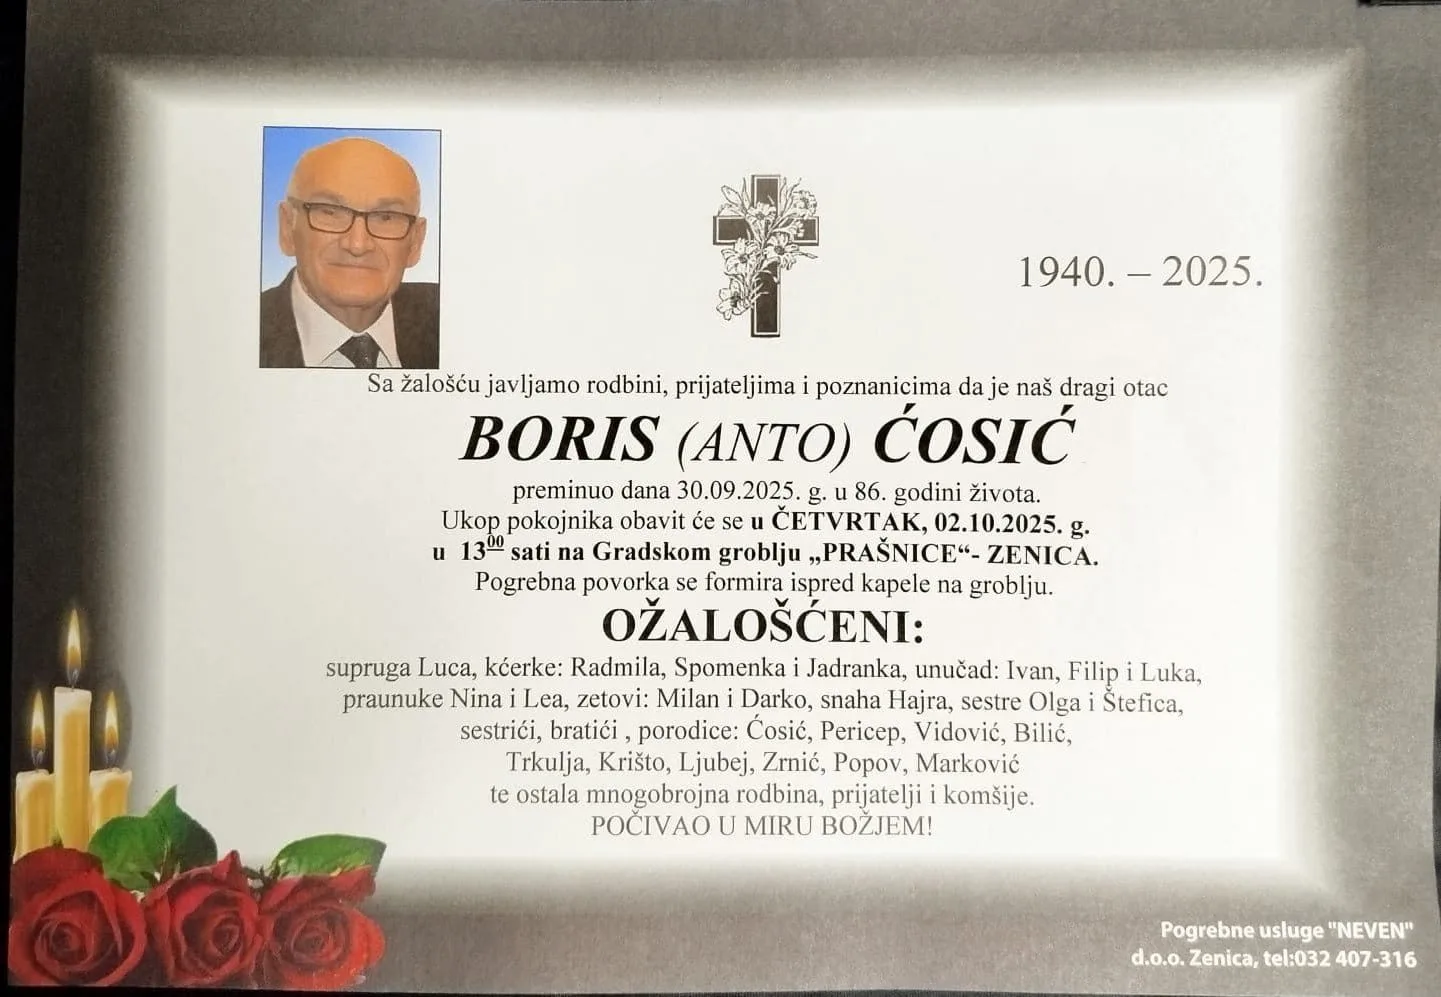 1940. – 2025.
Sa žalošću javljamo rodbini, prijateljima i poznanicima da je naš dragi otac
BORIS (ANTO) ĆOSIĆ
preminuo dana 30.09.2025. g. u 86. godini života.
Ukop pokojnika obavit će se u ČETVRTAK, 02.10.2025. g.
u 13⁰⁰ sati na Gradskom groblju „PRAŠNICE“- ZENICA.
Pogrebna povorka se formira ispred kapele na groblju.
OŽALOŠĆENI:
supruga Luca, kćerke: Radmila, Spomenka i Jadranka, unučad: Ivan, Filip i Luka,
praunuke Nina i Lea, zetovi: Milan i Darko, snaha Hajra, sestre Olga i Štefica,
sestrići, bratići , porodice: Ćosić, Pericep, Vidović, Bilić,
Trkulja, Krišto, Ljubej, Zrnić, Popov, Marković
te ostala mnogobrojna rodbina, prijatelji i komšije.
POČIVAO U MIRU BOŽJEM!
Pogrebne usluge "NEVEN"
d.o.o. Zenica, tel:032 407-316